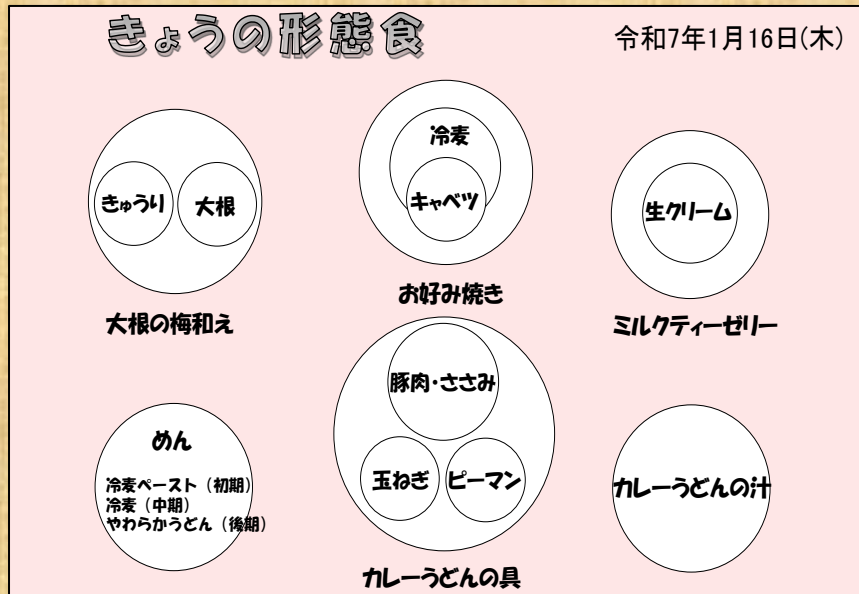 きょうの形態食
令和7年1月16日(木)
きゅうり
大根
大根の梅和え
冷麦
キャベツ
お好み焼き
生クリーム
ミルクティーゼリー
めん
冷麦ペースト（初期）
冷麦（中期）
やわらかうどん（後期）
豚肉・ささみ
玉ねぎ
ピーマン
カレーうどんの具
カレーうどんの汁